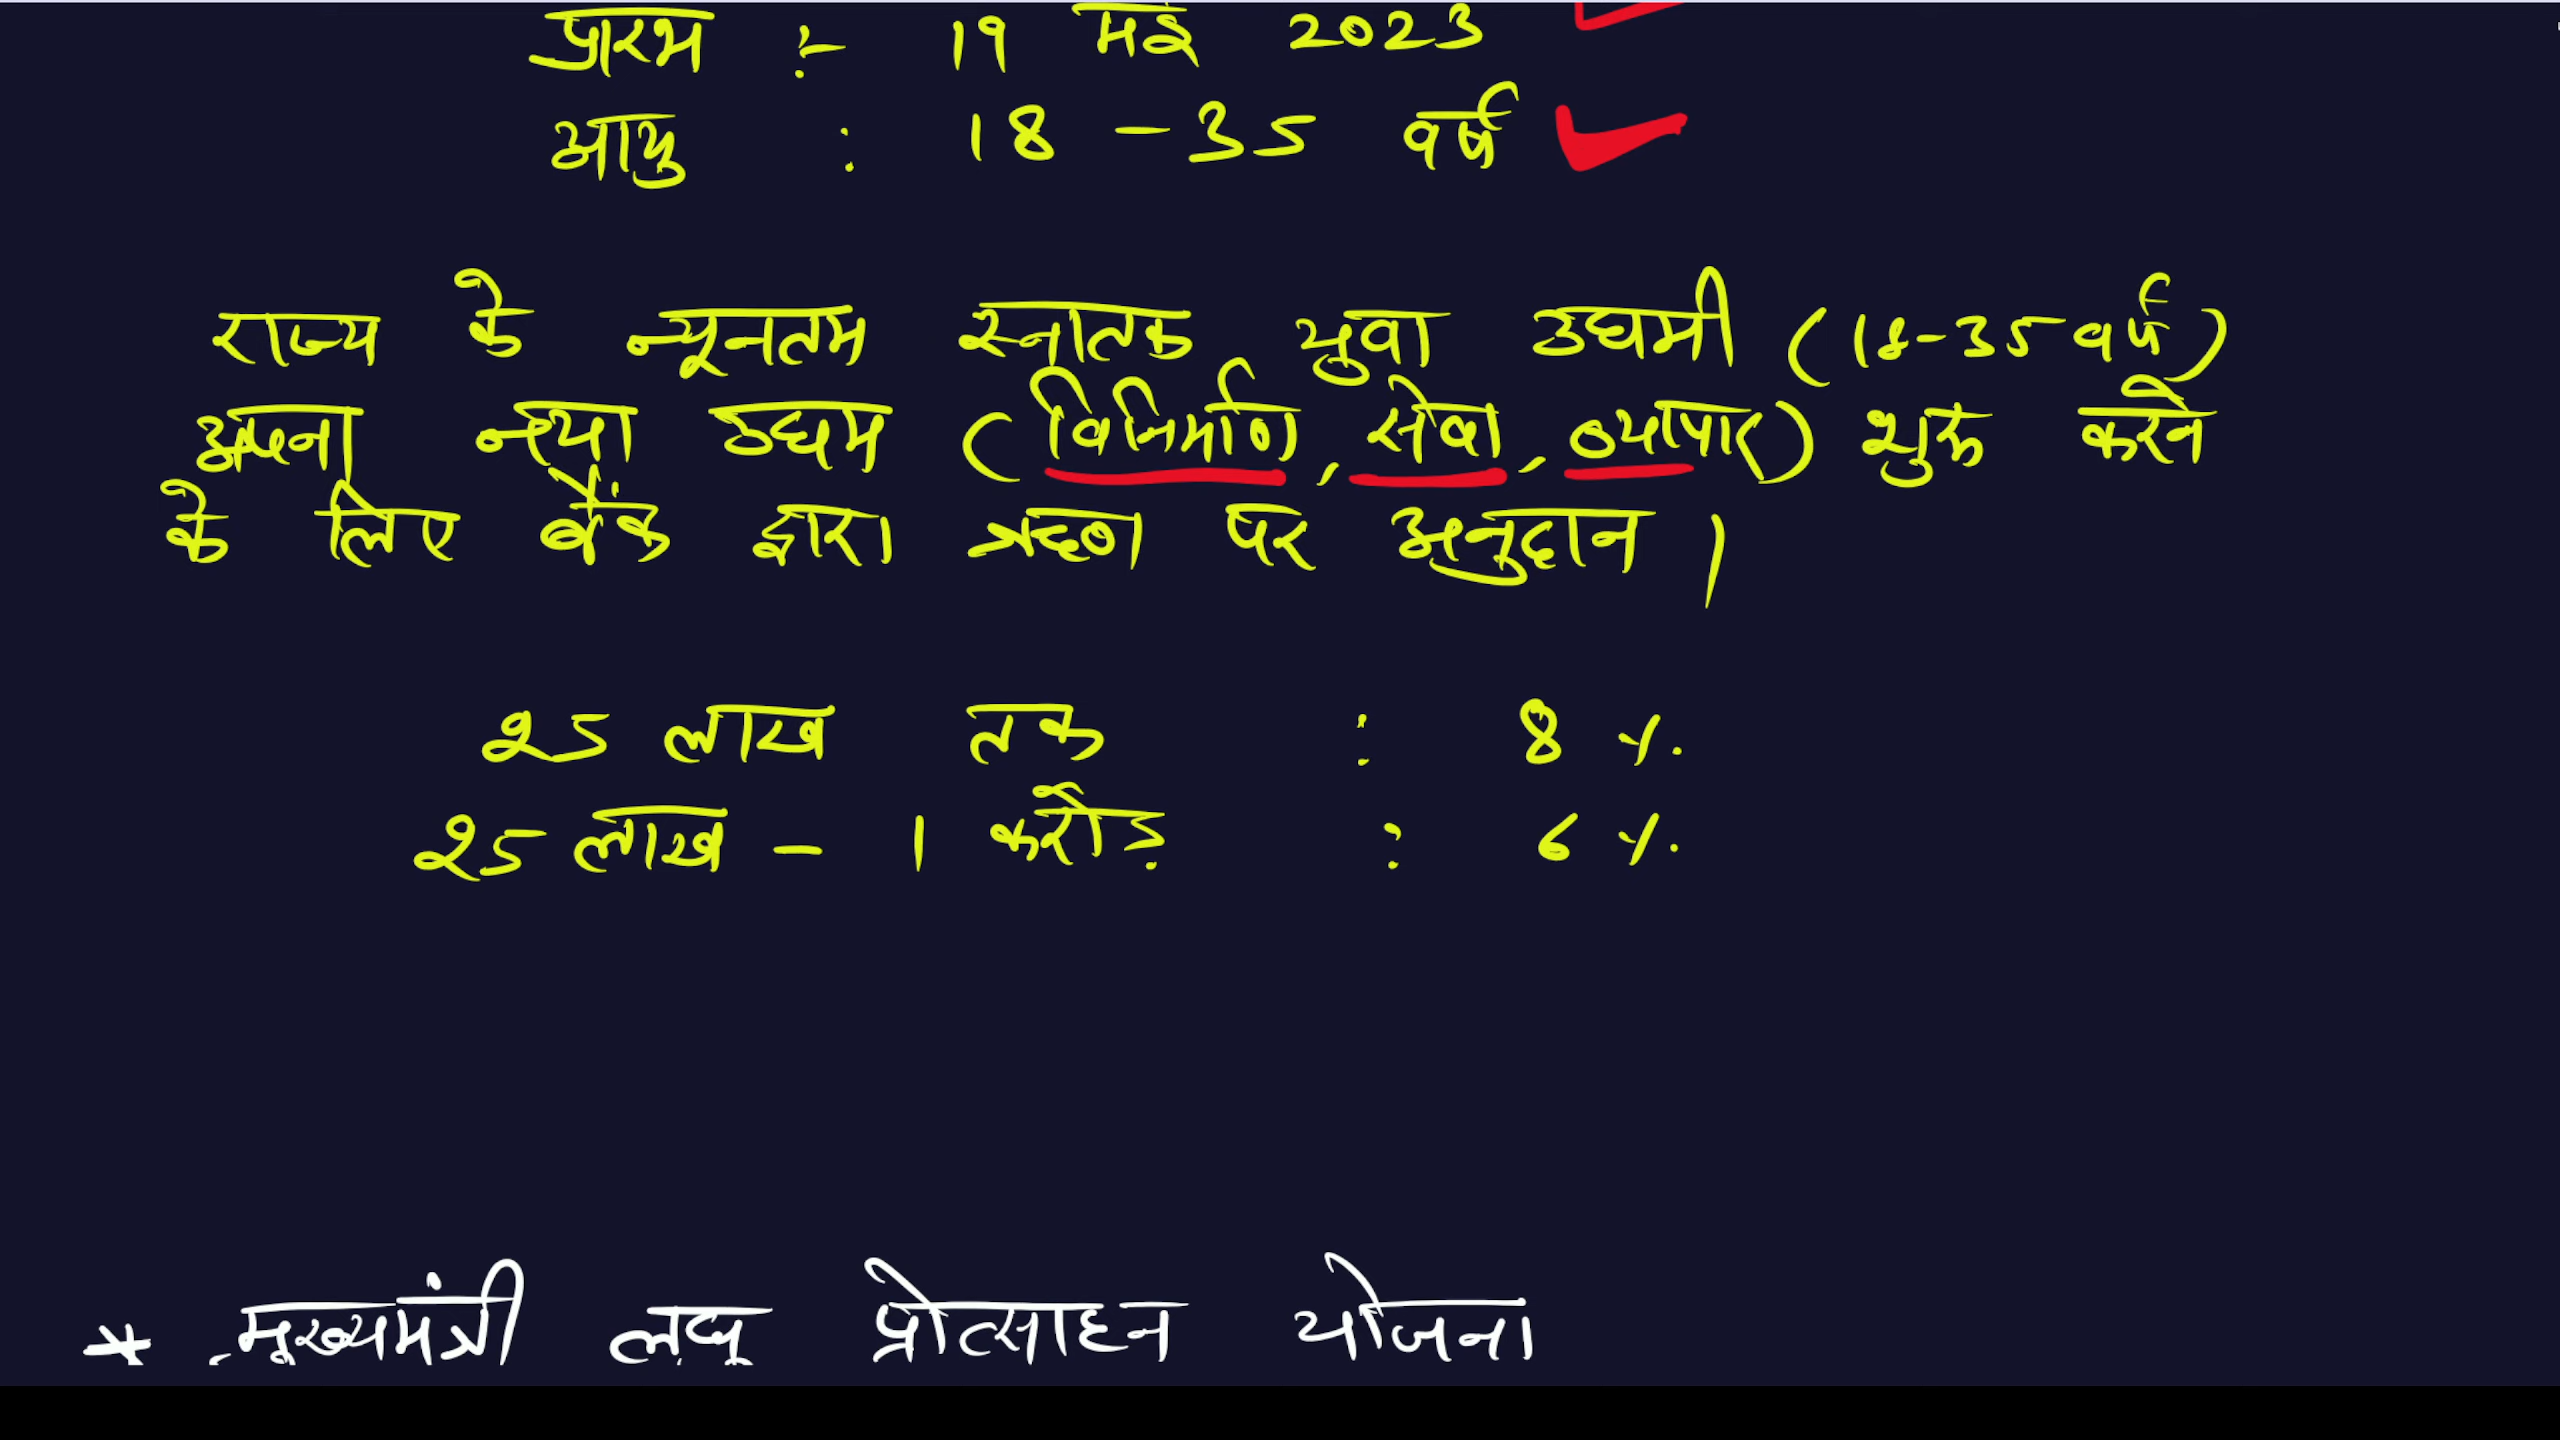 प्रारंभ :- 19 मई 2023
आयु : 18 - 35 वर्ष
राज्य के न्यूनतम स्नातक युवा उद्यमी (18-35 वर्ष)
अपना नया उद्यम (विनिर्माण, सेवा, व्यापार) शुरू करने
के लिए बैंक द्वारा ऋण पर अनुदान।
25 लाख तक : 8 %
25 लाख - 1 करोड़ : 6 %
* मुख्यमंत्री लघु प्रोत्साहन योजना